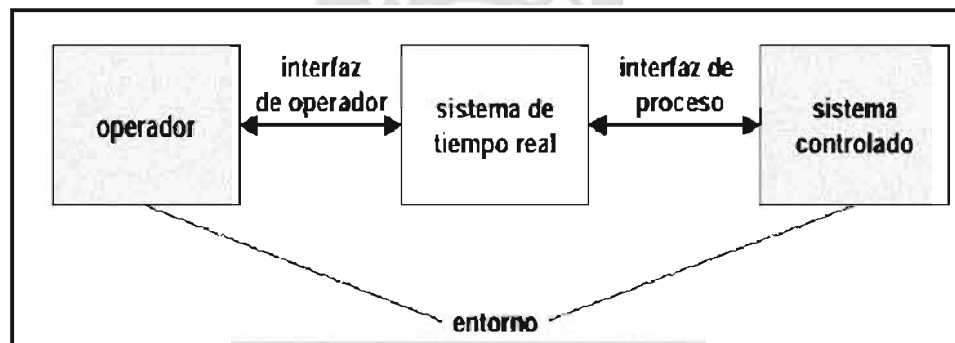 operador
interfaz
de operador
sistema de
tiempo real
interfaz de
proceso
sistema
controlado
entorno